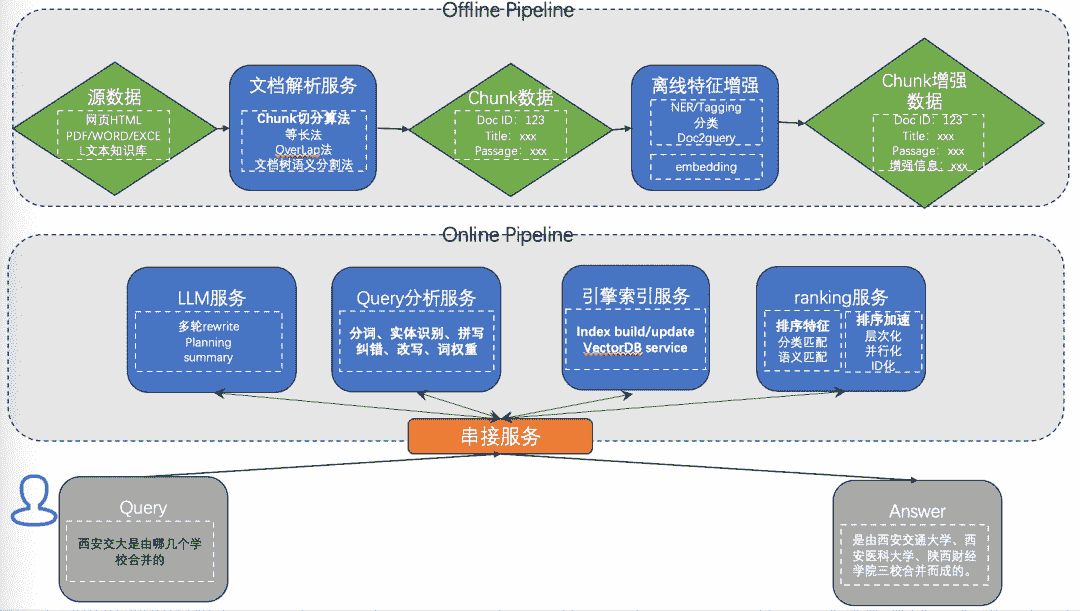 Offline Pipeline
源数据
网页HTML
PDF/WORD/EXCE
L文本知识库
文档解析服务
Chunk切分算法
等长法
OverLap法
文档树语义分割法
Chunk数据
Doc ID：123
Title：xxx
Passage：xxx
离线特征增强
NER/Tagging
分类
Doc2query
embedding
Chunk增强
数据
Doc ID：123
Title：xxx
Passage：xxx
增强信息：xxx
Online Pipeline
LLM服务
多轮rewrite
Planning
summary
Query分析服务
分词、实体识别、拼写
纠错、改写、词权重
引擎索引服务
Index build/update
VectorDB service
ranking服务
排序特征
分类匹配
语义匹配
排序加速
层次化
并行化
ID化
串接服务
Query
西安交大是由哪几个学
校合并的
Answer
是由西安交通大学、西
安医科大学、陕西财经
学院三校合并而成的。